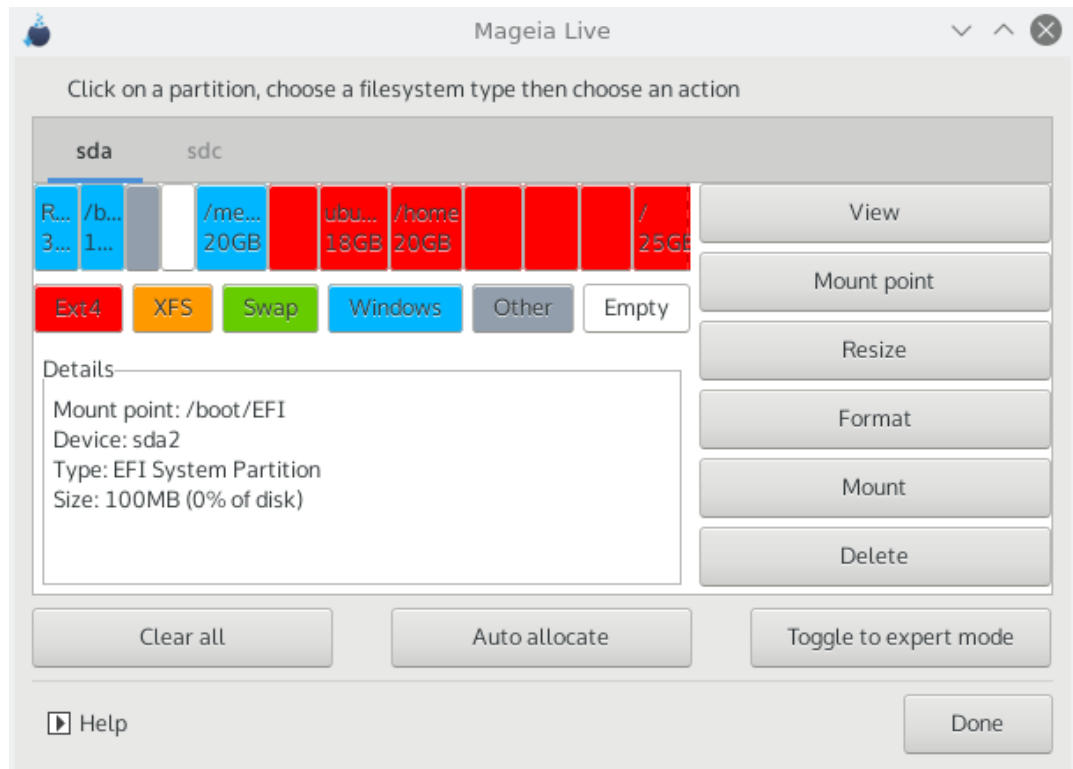 Mageia Live
Click on a partition, choose a filesystem type then choose an action
sda sdc
R... /b... /me... ubu... /home /
3... 1... 20GB 18GB 20GB 25GB
Ext4 XFS Swap Windows Other Empty
Details
Mount point: /boot/EFI
Device: sda2
Type: EFI System Partition
Size: 100MB (0% of disk)
View
Mount point
Resize
Format
Mount
Delete
Clear all Auto allocate Toggle to expert mode
Help Done